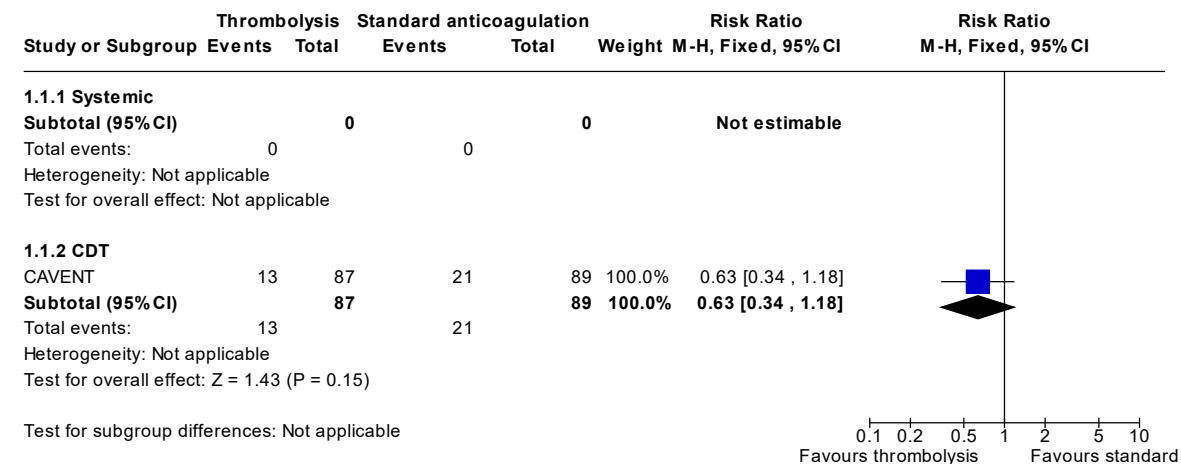 Thrombolysis Standard anticoagulation Risk Ratio Risk Ratio
Study or Subgroup Events Total Events Total Weight M-H, Fixed, 95% CI M-H, Fixed, 95% CI
1.1.1 Systemic
Subtotal (95% CI) 0 0 Not estimable
Total events: 0 0
Heterogeneity: Not applicable
Test for overall effect: Not applicable
1.1.2 CDT
CAVENT 13 87 21 89 100.0% 0.63 [0.34 , 1.18]
Subtotal (95% CI) 87 89 100.0% 0.63 [0.34 , 1.18]
Total events: 13 21
Heterogeneity: Not applicable
Test for overall effect: Z = 1.43 (P = 0.15)
Test for subgroup differences: Not applicable
0.1 0.2 0.5 1 2 5 10
Favours thrombolysis Favours standard